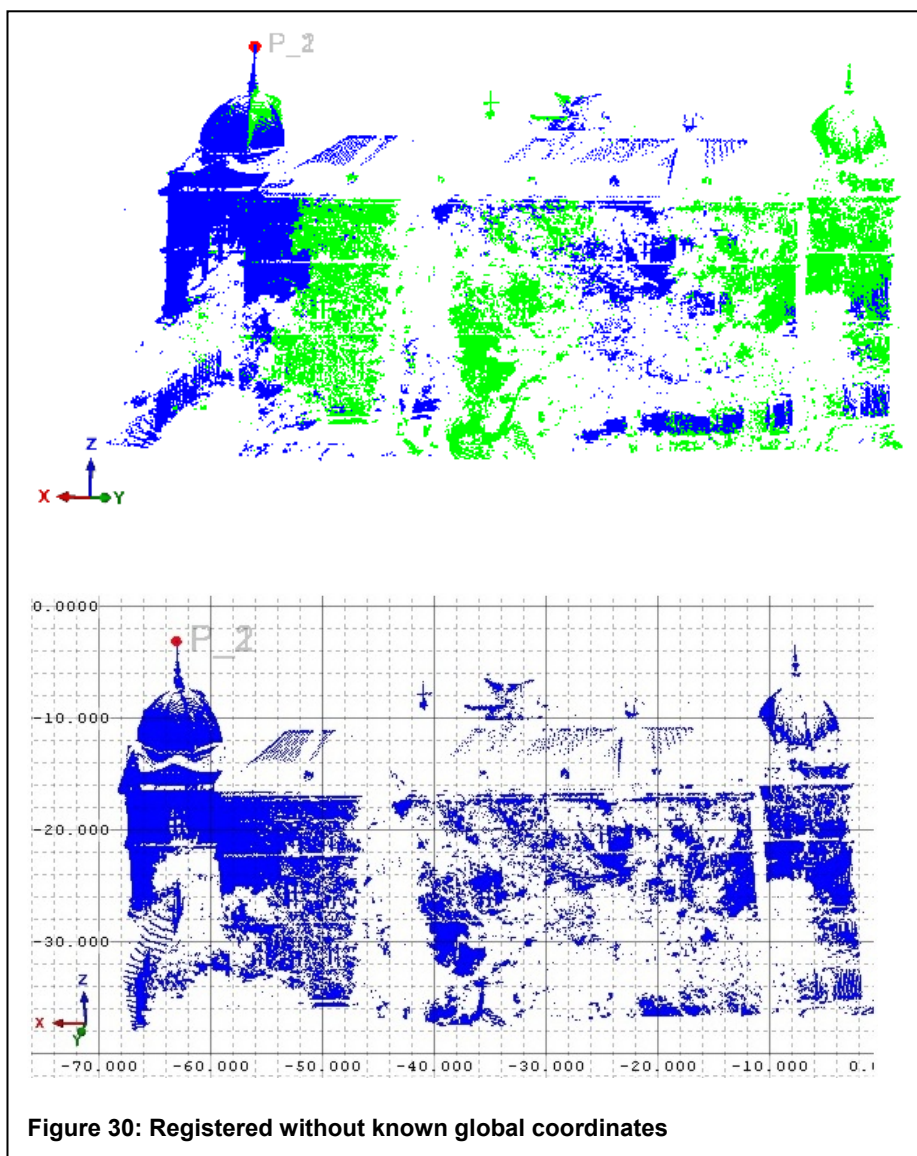 P_2
Z
X Y
0.0000
P_2
-10.000
-20.000
-30.000
Z
X
Y
-70.000 -60.000 -50.000 -40.000 -30.000 -20.000 -10.000 0.
Figure 30: Registered without known global coordinates